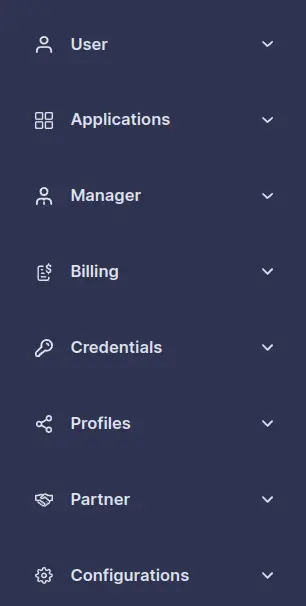 User
Applications
Manager
Billing
Credentials
Profiles
Partner
Configurations